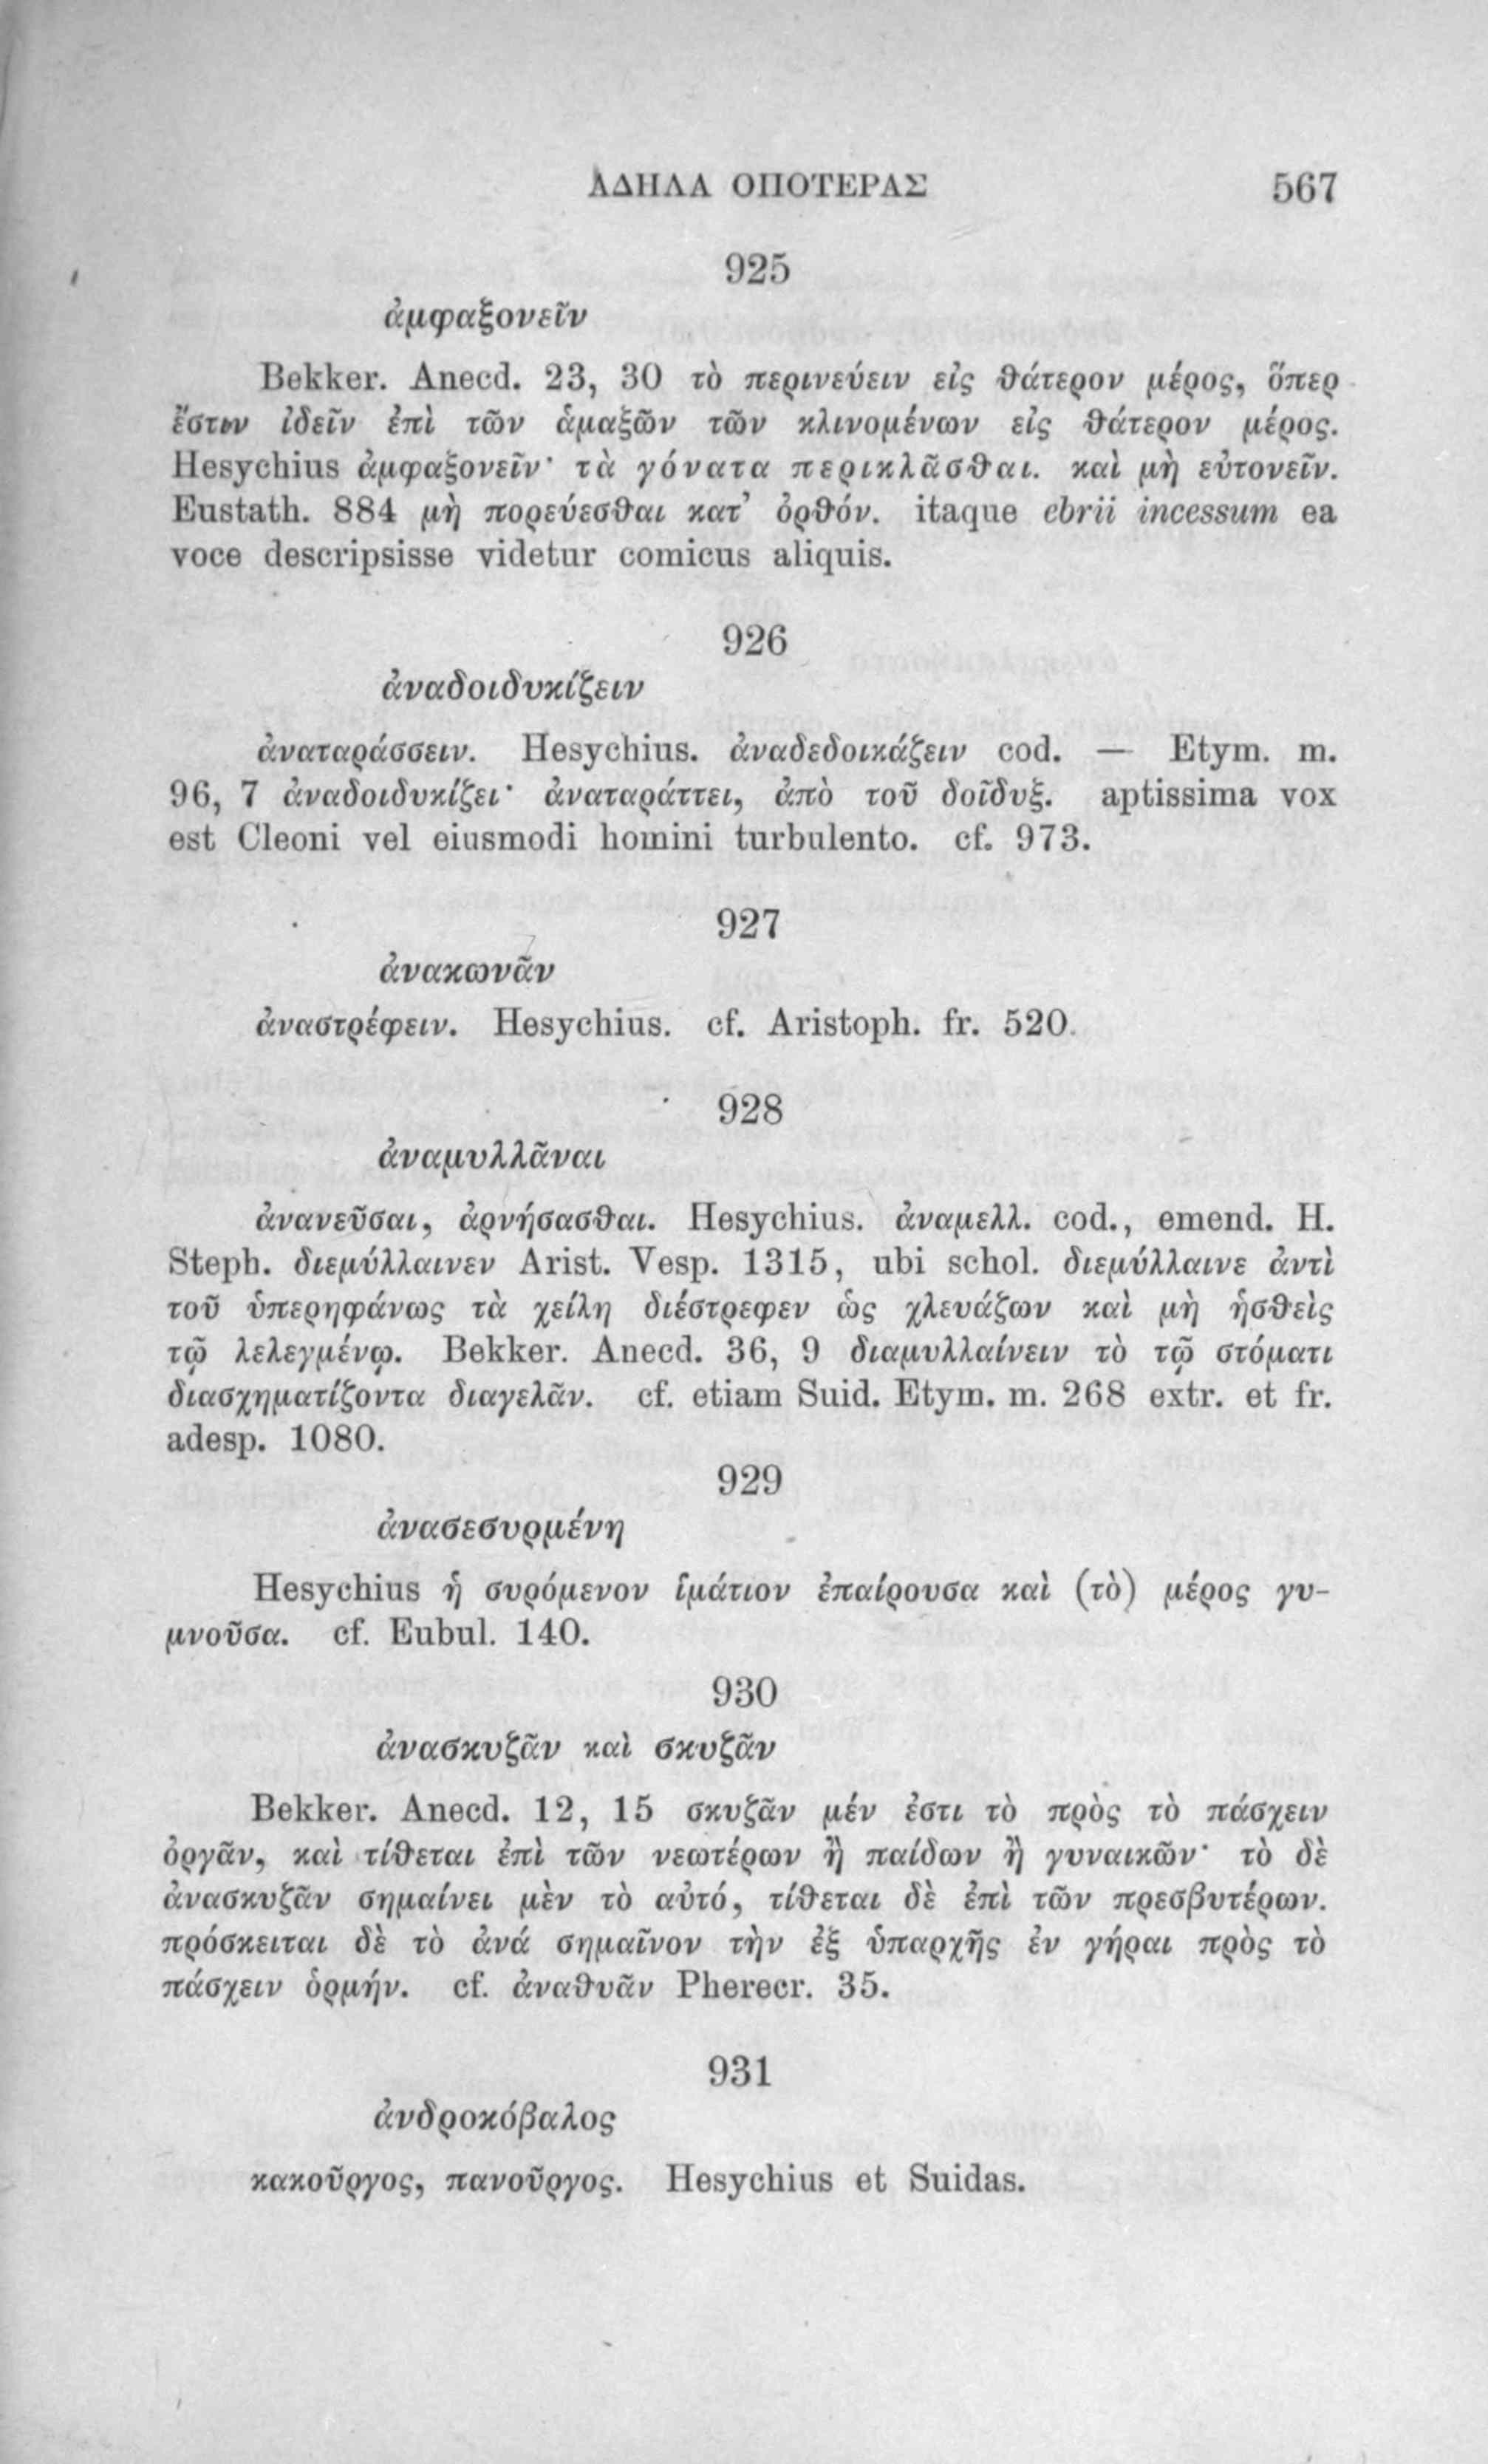 ΑΔΗΛΑ ΟΠΟΤΕΡΑΣ 567
925
ἀμφαξονεῖν
Bekker. Anecd. 23, 30 τὸ περινεύειν εἰς θάτερον μέρος, ὅπερ
ἔστιν ἰδεῖν ἐπὶ τῶν ἁμαξῶν τῶν κλινομένων εἰς θάτερον μέρος.
Hesychius ἀμφαξονεῖν· τὰ γόνατα περικλᾶσθαι. καὶ μὴ εὐτονεῖν.
Eustath. 884 μὴ πορεύεσθαι κατ’ ὀρθόν. itaque ebrii incessum ea
voce descripsisse videtur comicus aliquis.
926
ἀναδοιδυκίζειν
ἀναταράσσειν. Hesychius. ἀναδεδοικάζειν cod. — Etym. m.
96, 7 ἀναδοιδυκίζει· ἀναταράττει, ἀπὸ τοῦ δοῖδυξ. aptissima vox
est Cleoni vel eiusmodi homini turbulento. cf. 973.
927
ἀνακωνᾶν
ἀναστρέφειν. Hesychius. cf. Aristoph. fr. 520.
928
ἀναμυλλᾶναι
ἀνανεῦσαι, ἀρνήσασθαι. Hesychius. ἀναμελλ. cod., emend. H.
Steph. διεμύλλαινεν Arist. Vesp. 1315, ubi schol. διεμύλλαινε ἀντὶ
τοῦ ὑπερηφάνως τὰ χείλη διέστρεφεν ὡς χλευάζων καὶ μὴ ἡσθεὶς
τῷ λελεγμένῳ. Bekker. Anecd. 36, 9 διαμυλλαίνειν τὸ τῷ στόματι
διασχηματίζοντα διαγελᾶν. cf. etiam Suid. Etym. m. 268 extr. et fr.
adesp. 1080.
929
ἀνασεσυρμένη
Hesychius ἡ συρόμενον ἱμάτιον ἐπαίρουσα καὶ (τὸ) μέρος γυ-
μνοῦσα. cf. Eubul. 140.
930
ἀνασκυζᾶν καὶ σκυζᾶν
Bekker. Anecd. 12, 15 σκυζᾶν μέν ἐστι τὸ πρὸς τὸ πάσχειν
ὀργᾶν, καὶ τίθεται ἐπὶ τῶν νεωτέρων ἢ παίδων ἢ γυναικῶν· τὸ δὲ
ἀνασκυζᾶν σημαίνει μὲν τὸ αὐτό, τίθεται δὲ ἐπὶ τῶν πρεσβυτέρων.
πρόσκειται δὲ τὸ ἀνά σημαῖνον τὴν ἐξ ὑπαρχῆς ἐν γήραι πρὸς τὸ
πάσχειν ὁρμήν. cf. ἀναθυᾶν Pherecr. 35.
931
ἀνδροκόβαλος
κακοῦργος, πανοῦργος. Hesychius et Suidas.